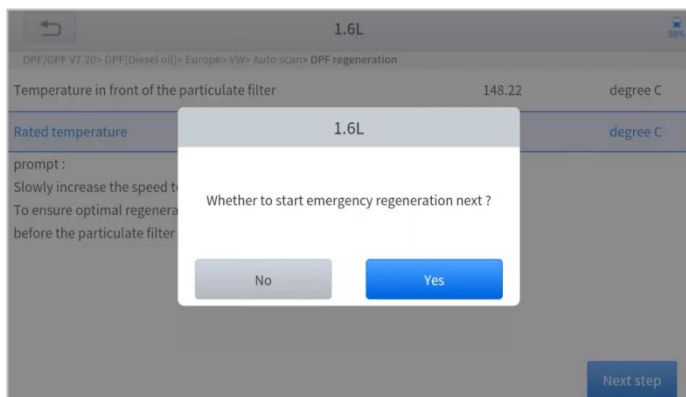 1.6L
58%
DPF/GPF V7.20> DPF(Diesel oil)> Europe> VW> Auto scan> DPF regeneration
Temperature in front of the particulate filter 148.22 degree C
Rated temperature degree C
1.6L
prompt :
Slowly increase the speed
To ensure optimal
before the particulate filter
Whether to start emergency regeneration next ?
No Yes
Next step